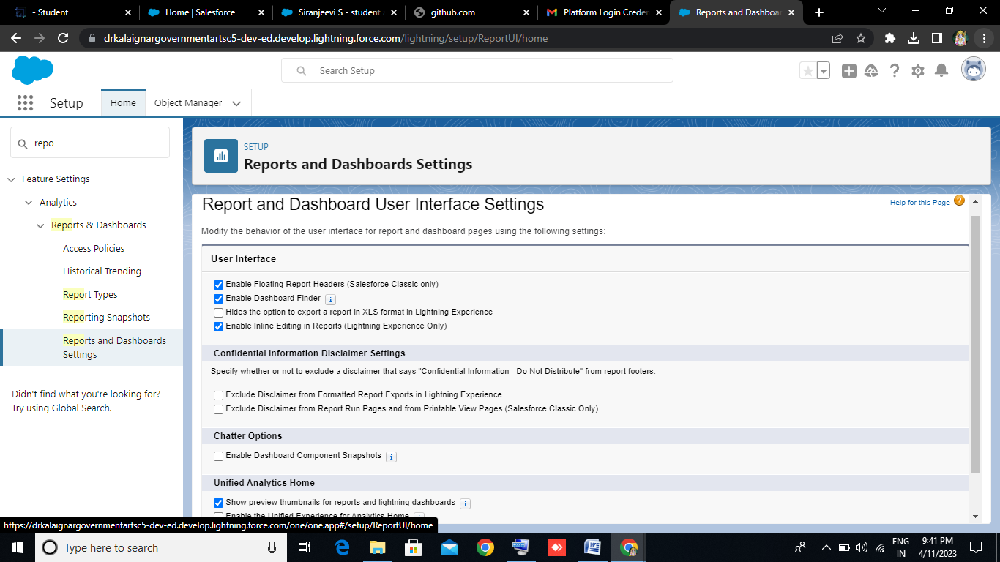 - Student
Home | Salesforce
Siranjeevi S - student
github.com
Platform Login Creder
Reports and Dashboar
drkalaignargovernmentartsc5-dev-ed.develop.lightning.force.com/lightning/setup/ReportUI/home
Search Setup
Setup
Home
Object Manager
repo
Feature Settings
Analytics
Reports & Dashboards
Access Policies
Historical Trending
Report Types
Reporting Snapshots
Reports and Dashboards
Settings
Didn't find what you're looking for?
Try using Global Search.
SETUP
Reports and Dashboards Settings
Report and Dashboard User Interface Settings
Help for this Page
Modify the behavior of the user interface for report and dashboard pages using the following settings:
User Interface
Enable Floating Report Headers (Salesforce Classic only)
Enable Dashboard Finder
Hides the option to export a report in XLS format in Lightning Experience
Enable Inline Editing in Reports (Lightning Experience Only)
Confidential Information Disclaimer Settings
Specify whether or not to exclude a disclaimer that says "Confidential Information - Do Not Distribute" from report footers.
Exclude Disclaimer from Formatted Report Exports in Lightning Experience
Exclude Disclaimer from Report Run Pages and from Printable View Pages (Salesforce Classic Only)
Chatter Options
Enable Dashboard Component Snapshots
Unified Analytics Home
Show preview thumbnails for reports and lightning dashboards
Enable the Unified Experience for Analytics Home
https://drkalaignargovernmentartsc5-dev-ed.develop.lightning.force.com/one/one.app#/setup/ReportUI/home
Type here to search
ENG
IN
9:41 PM
4/11/2023